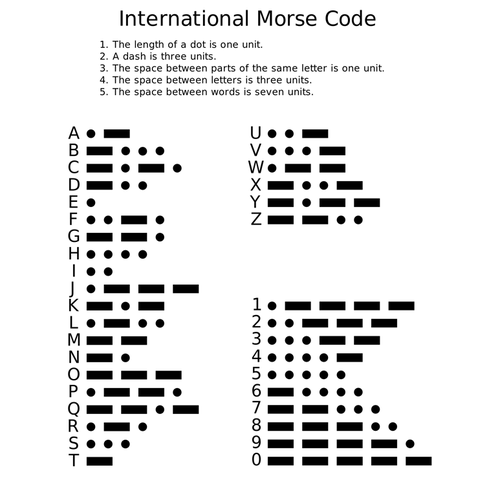 International Morse Code
1. The length of a dot is one unit.
2. A dash is three units.
3. The space between parts of the same letter is one unit.
4. The space between letters is three units.
5. The space between words is seven units.
A
B
C
D
E
F
G
H
I
J
K
L
M
N
O
P
Q
R
S
T
U
V
W
X
Y
Z
1
2
3
4
5
6
7
8
9
0